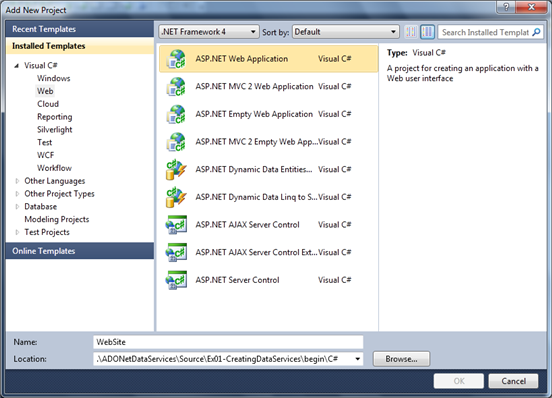 Add New Project
Recent Templates
Installed Templates
Visual C#
Windows
Web
Cloud
Reporting
Silverlight
Test
WCF
Workflow
Other Languages
Other Project Types
Database
Modeling Projects
Test Projects
Online Templates
.NET Framework 4 Sort by: Default Search Installed Templat
ASP.NET Web Application Visual C#
ASP.NET MVC 2 Web Application Visual C#
ASP.NET Empty Web Application Visual C#
ASP.NET MVC 2 Empty Web App... Visual C#
ASP.NET Dynamic Data Entities... Visual C#
ASP.NET Dynamic Data Linq to S... Visual C#
ASP.NET AJAX Server Control Visual C#
ASP.NET AJAX Server Control Ext... Visual C#
ASP.NET Server Control Visual C#
Type: Visual C#
A project for creating an application with a
Web user interface
Name: WebSite
Location: .\ADONetDataServices\Source\Ex01-CreatingDataServices\begin\C# Browse...
OK Cancel